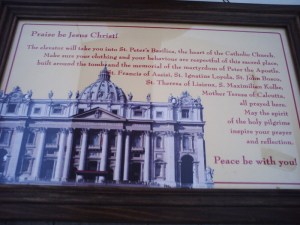 Praise be Jesus Christ!
The elevator will take you into St. Peter's Basilica, the heart of the Catholic Church.
Make sure your clothing and your behaviour are respectful of this sacred place,
built around the tomb and the memorial of the martyrdom of Peter the Apostle.
St. Francis of Assisi, St. Ignatius Loyola, St. John Bosco,
St. Theresa of Lisieux, S. Maximilian Kolbe,
Mother Teresa of Calcutta,
all prayed here.
May the spirit
of the holy pilgrims
inspire your prayer
and reflection.
Peace be with you!